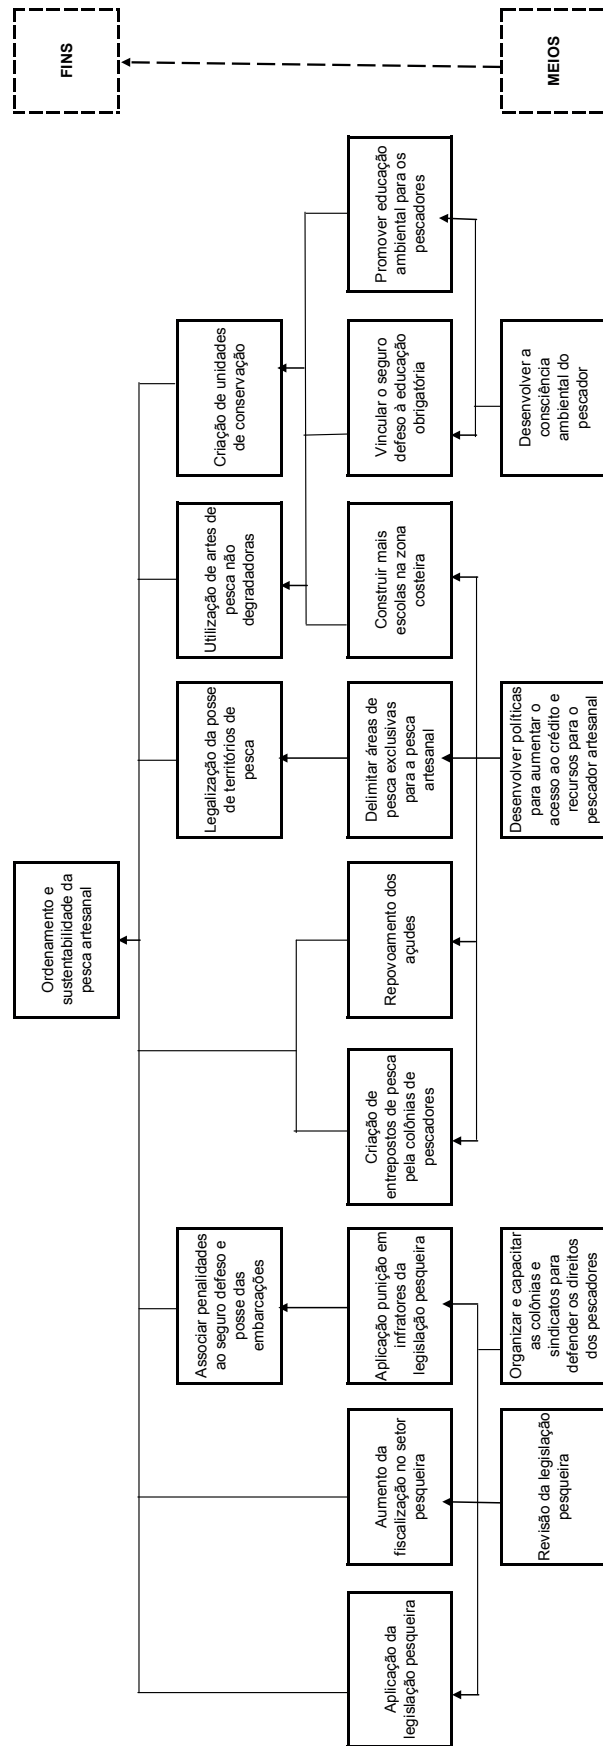 Ordenamento e
sustentabilidade da
pesca artesanal
FINS
Associar penalidades
ao seguro defeso e
posse das
embarcações
Legalização da posse
de territórios de
pesca
Utilização de artes de
pesca não
degradadoras
Criação de unidades
de conservação
Aplicação da
legislação pesqueira
Aumento da
fiscalização no setor
pesqueira
Aplicação punição em
infratores da
legislação pesqueira
Criação de
entrepostos de pesca
pela colônias de
pescadores
Repovoamento dos
açudes
Delimitar áreas de
pesca exclusivas
para a pesca
artesanal
Construir mais
escolas na zona
costeira
Vincular o seguro
defeso à educação
obrigatória
Promover educação
ambiental para os
pescadores
Revisão da legislação
pesqueira
Organizar e capacitar
as colônias e
sindicatos para
defender os direitos
dos pescadores
Desenvolver políticas
para aumentar o
acesso ao crédito e
recursos para o
pescador artesanal
Desenvolver a
consciência
ambiental do
pescador
MEIOS